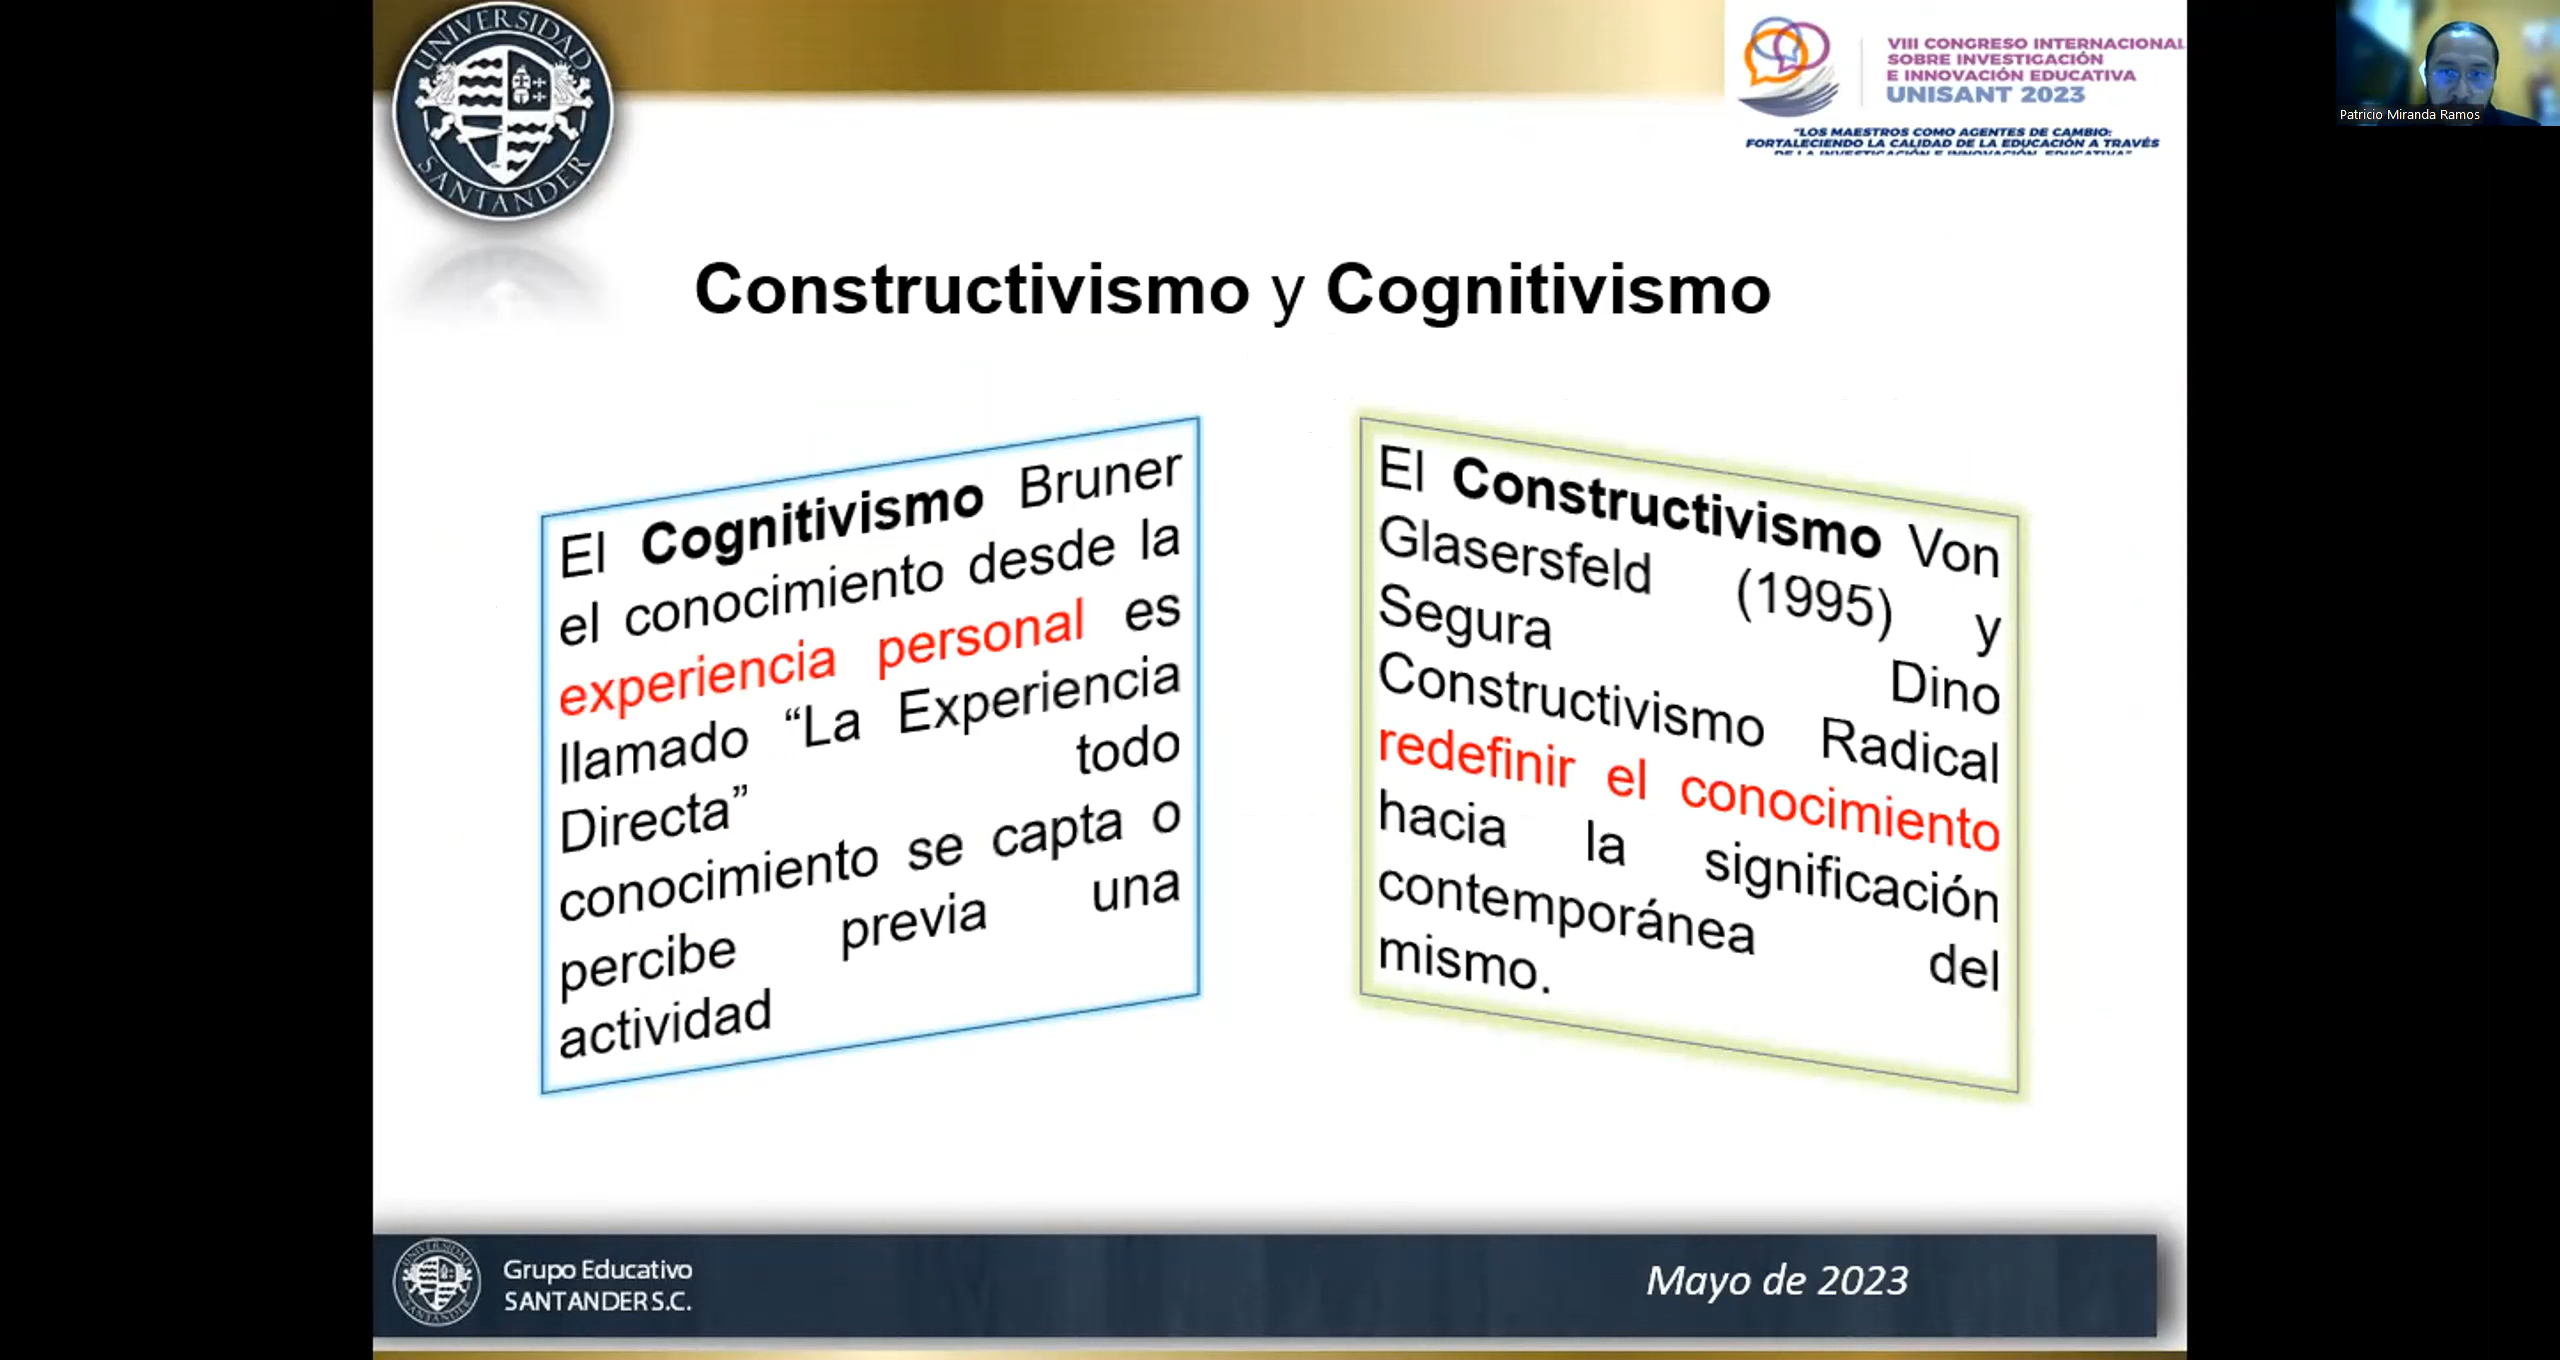 UNIVERSIDAD
SANTANDER
VIII CONGRESO INTERNACIONAL
SOBRE INVESTIGACIÓN
E INNOVACIÓN EDUCATIVA
UNISANT 2023
"LOS MAESTROS COMO AGENTES DE CAMBIO:
FORTALECIENDO LA CALIDAD DE LA EDUCACIÓN A TRAVÉS
DE LA INVESTIGACIÓN E INNOVACIÓN EDUCATIVA"
Patricio Miranda Ramos
Constructivismo y Cognitivismo
El Cognitivismo Bruner
el conocimiento desde la
experiencia personal es
llamado “La Experiencia
Directa” todo
conocimiento se capta o
percibe previa una
actividad
El Constructivismo Von
Glasersfeld (1995) y
Segura Dino
Constructivismo Radical
redefinir el conocimiento
hacia la significación
contemporánea del
mismo.
UNIVERSIDAD
SANTANDER
Grupo Educativo
SANTANDER S.C.
Mayo de 2023